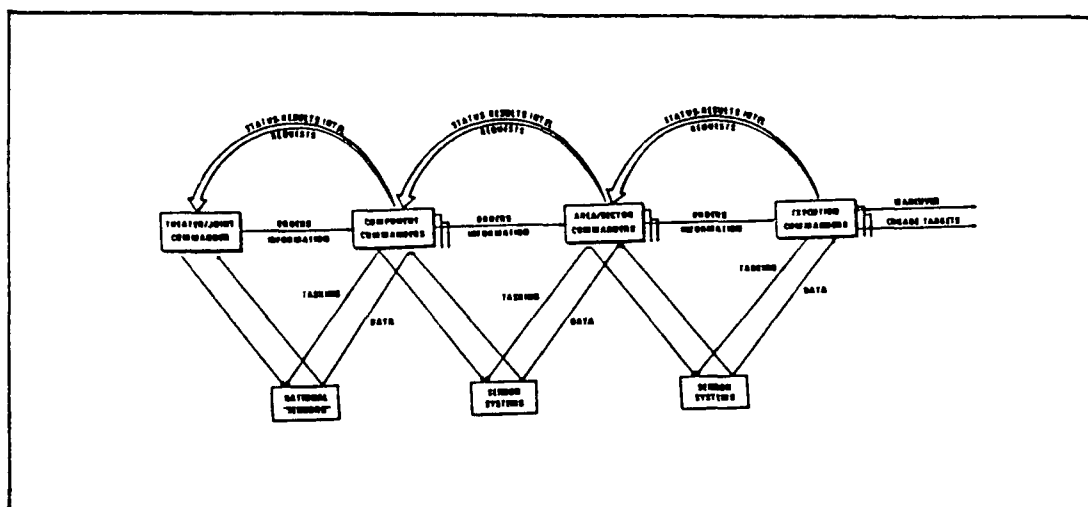 STATUS RESULTS INTEL
REQUESTS
STATUS RESULTS INTEL
REQUESTS
STATUS RESULTS INTEL
REQUESTS
THEATER/JOINT
COMMANDER
ORDERS
INFORMATION
COMPONENT
COMMANDERS
ORDERS
INFORMATION
AREA/SECTOR
COMMANDERS
ORDERS
INFORMATION
EXECUTION
COMMANDERS
MANEUVER
ENGAGE TARGETS
TASKING
DATA
TASKING
DATA
TASKING
DATA
NATIONAL
SENSORS
SENSOR
SYSTEMS
SENSOR
SYSTEMS